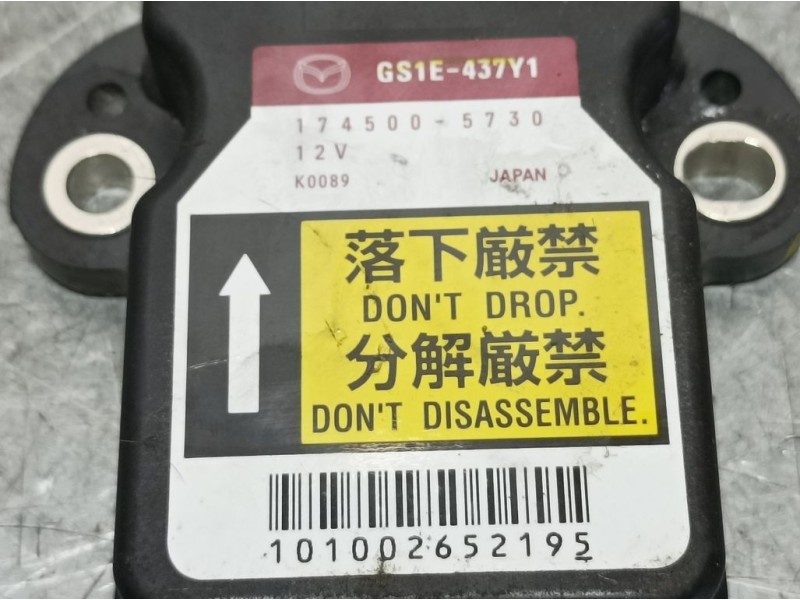 GS1E-437Y1
174500-5730
12V
K0089 JAPAN
落下厳禁
DON'T DROP.
分解厳禁
DON'T DISASSEMBLE.
101002652195